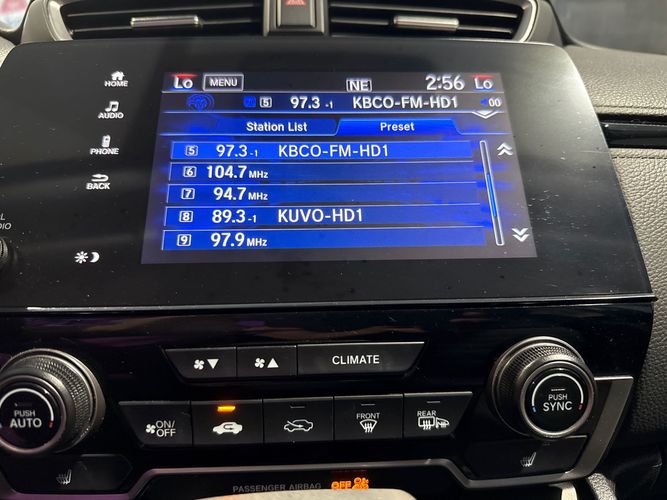 Lo MENU NE 2:56 Lo
5 97.3-1 KBCO-FM-HD1 00
Station List Preset
5 97.3-1 KBCO-FM-HD1
6 104.7 MHz
7 94.7 MHz
8 89.3-1 KUVO-HD1
9 97.9 MHz
HOME
AUDIO
PHONE
BACK
CLIMATE
PUSH AUTO
ON/OFF
FRONT
REAR
PUSH SYNC
PASSENGER AIRBAG OFF